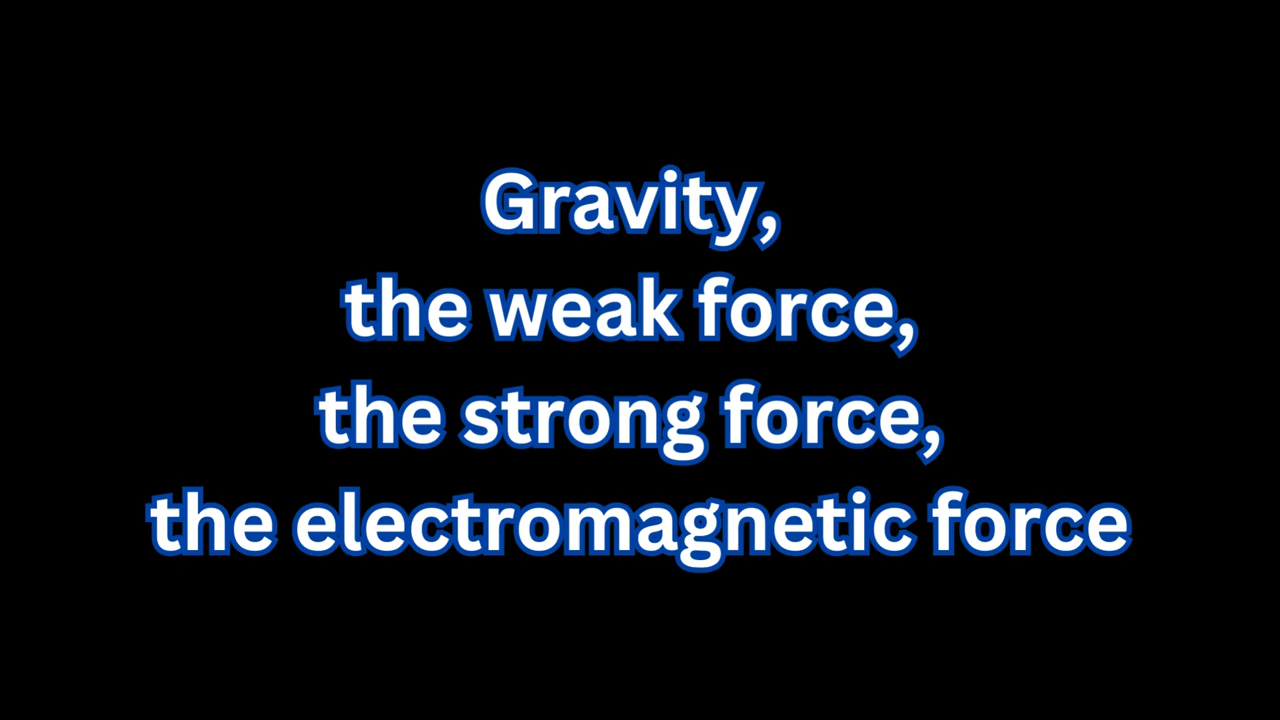 Gravity,
the weak force,
the strong force,
the electromagnetic force